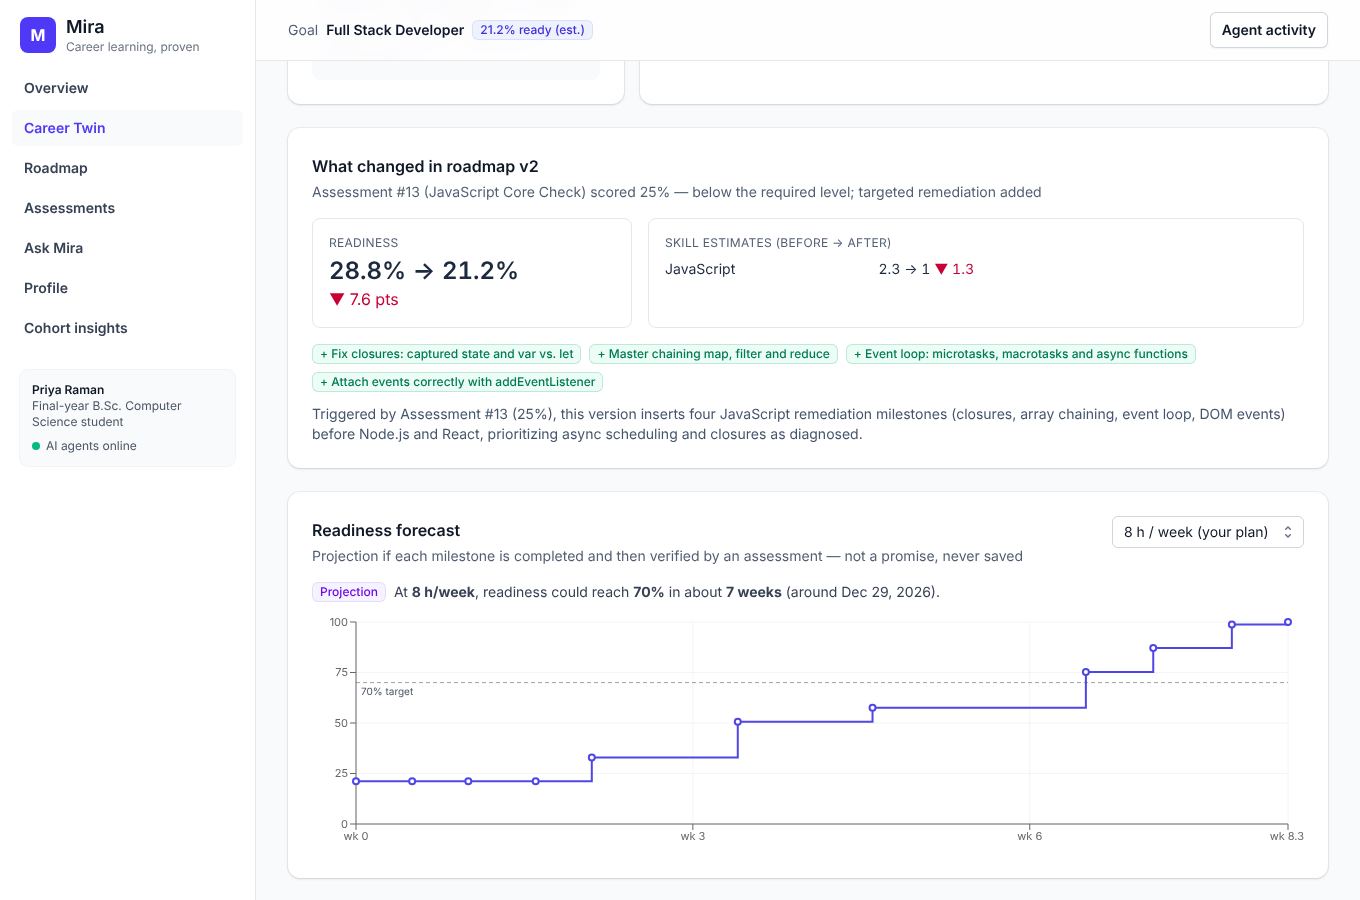 M
Mira
Career learning, proven
Overview
Career Twin
Roadmap
Assessments
Ask Mira
Profile
Cohort insights
Priya Raman
Final-year B.Sc. Computer
Science student
AI agents online
Goal Full Stack Developer 21.2% ready (est.)
Agent activity
What changed in roadmap v2
Assessment #13 (JavaScript Core Check) scored 25% — below the required level; targeted remediation added
READINESS
28.8% → 21.2%
▼ 7.6 pts
SKILL ESTIMATES (BEFORE → AFTER)
JavaScript 2.3 → 1 ▼ 1.3
+ Fix closures: captured state and var vs. let
+ Master chaining map, filter and reduce
+ Event loop: microtasks, macrotasks and async functions
+ Attach events correctly with addEventListener
Triggered by Assessment #13 (25%), this version inserts four JavaScript remediation milestones (closures, array chaining, event loop, DOM events)
before Node.js and React, prioritizing async scheduling and closures as diagnosed.
Readiness forecast
8 h / week (your plan)
Projection if each milestone is completed and then verified by an assessment — not a promise, never saved
Projection At 8 h/week, readiness could reach 70% in about 7 weeks (around Dec 29, 2026).
100
75
70% target
50
25
0
wk 0 wk 3 wk 6 wk 8.3